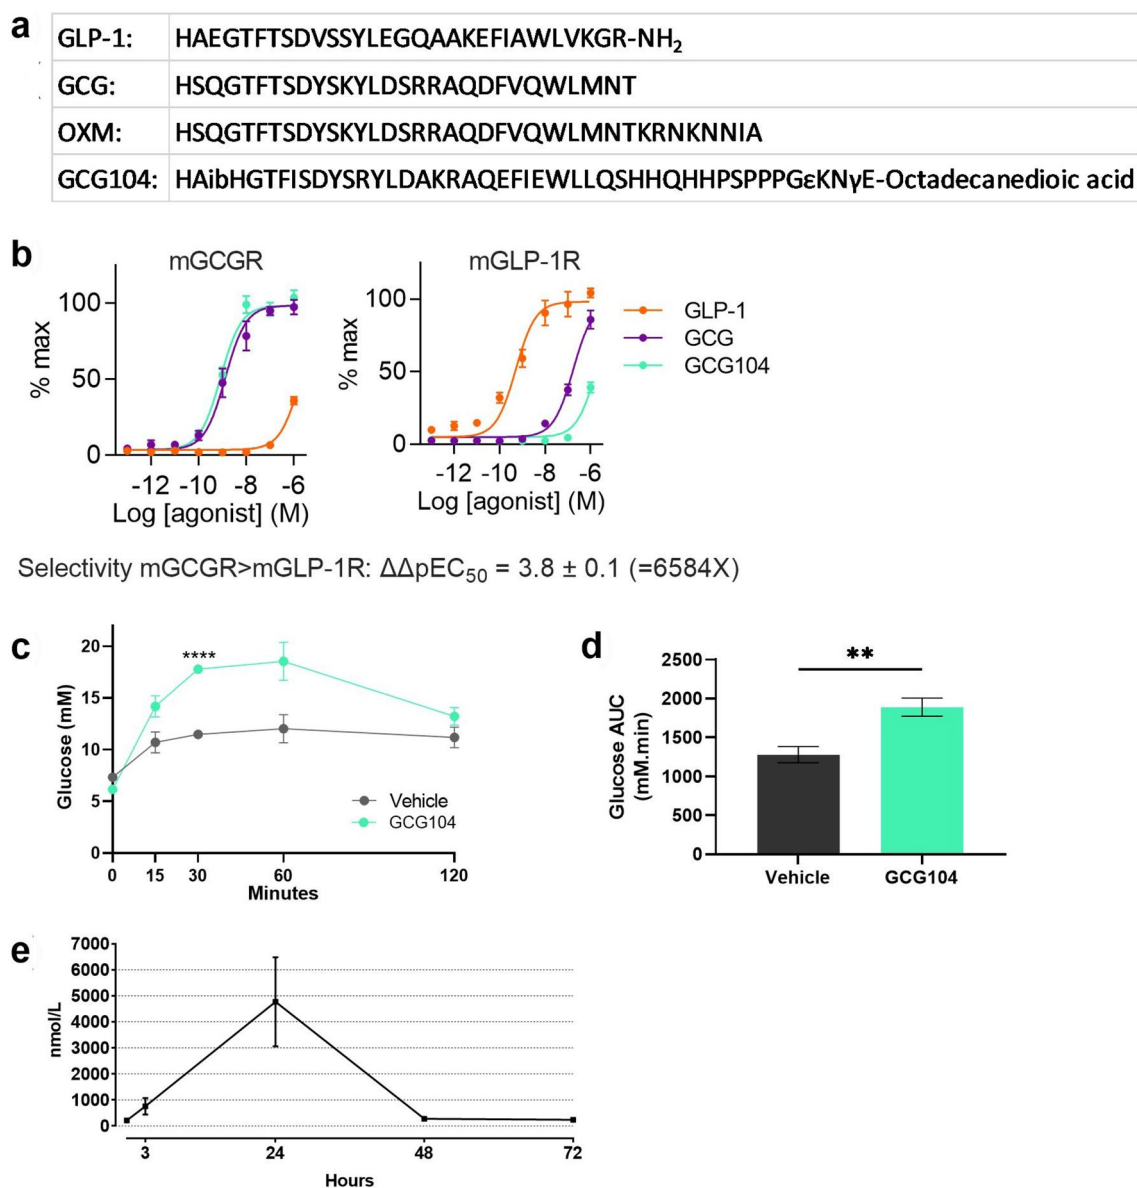 a
GLP-1: HAEGTFTSDVSSYLEGQAAKEFIAWLVKGR-NH₂
GCG: HSQGTFTSDYSKYLDSRRAQDFVQWLMNT
OXM: HSQGTFTSDYSKYLDSRRAQDFVQWLMNTKRNKNNIA
GCG104: HAibHGTFISDYSRYLDAKRAQEFIEWLLQSHHQHHPSPPPGεKNγE-Octadecanedioic acid
b
mGCGR
% max
100
50
0
-12 -10 -8 -6
Log [agonist] (M)
mGLP-1R
% max
100
50
0
-12 -10 -8 -6
Log [agonist] (M)
GLP-1
GCG
GCG104
Selectivity mGCGR>mGLP-1R: ΔΔpEC₅₀ = 3.8 ± 0.1 (=6584X)
c
Glucose (mM)
20
15
10
5
0
****
Vehicle
GCG104
0 15 30 60 120
Minutes
d
Glucose AUC
(mM.min)
2500
2000
1500
1000
500
0
**
Vehicle GCG104
e
nmol/L
7000
6000
5000
4000
3000
2000
1000
0
3 24 48 72
Hours